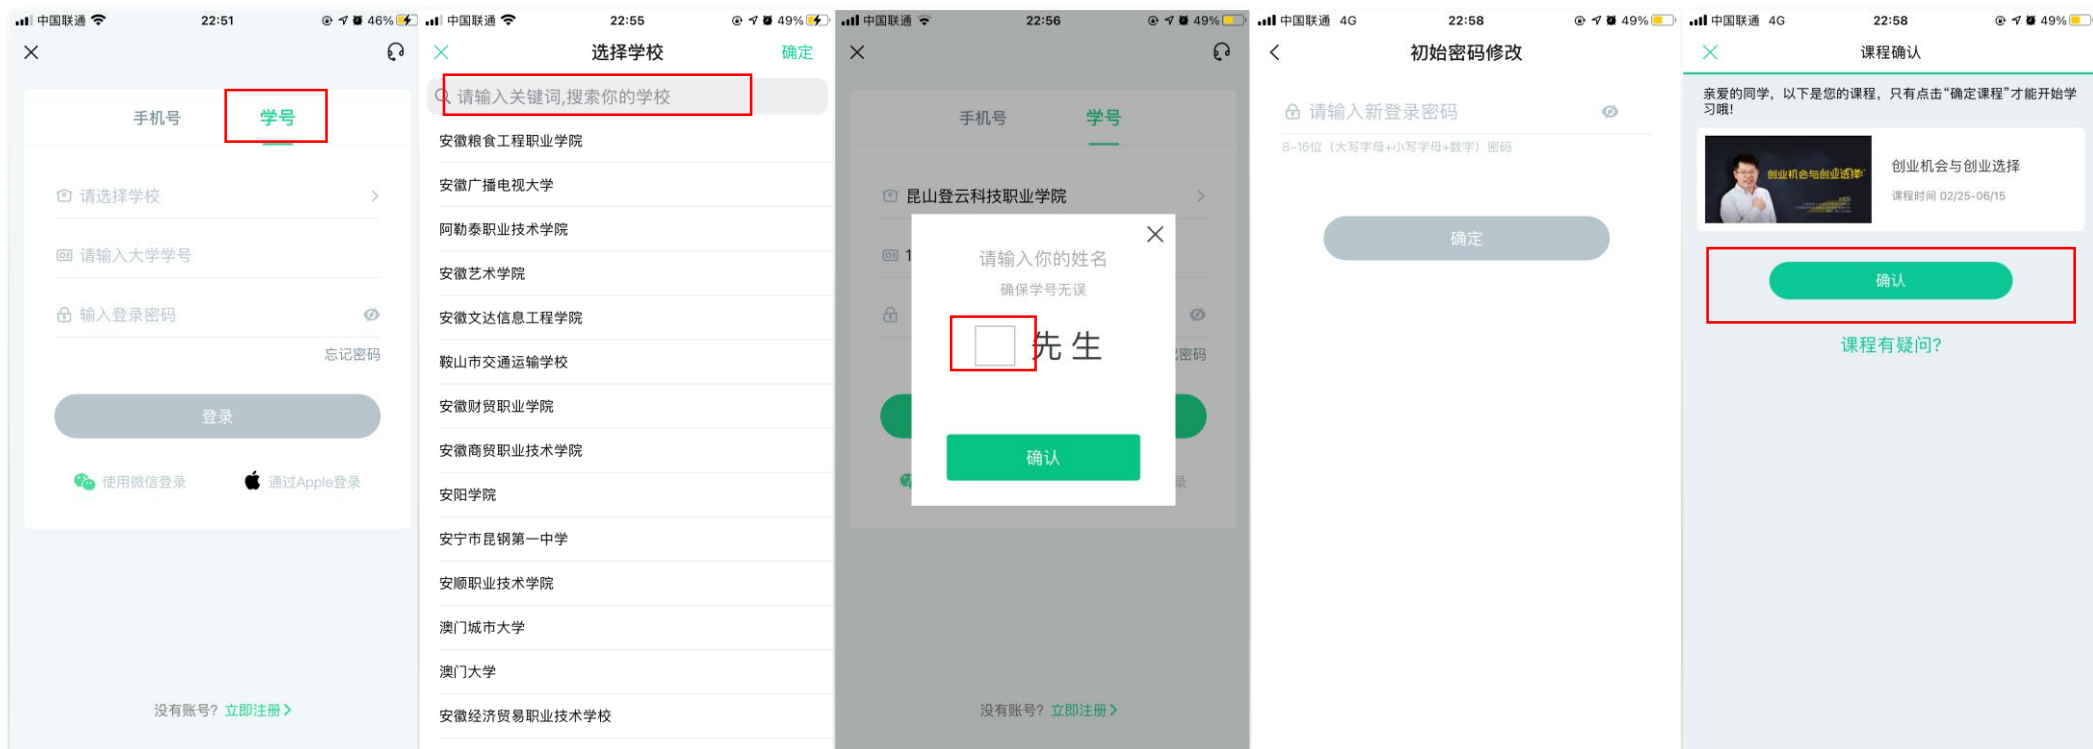 中国联通
22:51
46%
手机号
学号
请选择学校
请输入大学学号
输入登录密码
忘记密码
登录
使用微信登录
通过Apple登录
没有账号? 立即注册
中国联通
22:55
49%
选择学校
确定
请输入关键词,搜索你的学校
安徽粮食工程职业学院
安徽广播电视大学
阿勒泰职业技术学院
安徽艺术学院
安徽文达信息工程学院
鞍山市交通运输学校
安徽财贸职业学院
安徽商贸职业技术学院
安阳学院
安宁市昆钢第一中学
安顺职业技术学院
澳门城市大学
澳门大学
安徽经济贸易职业技术学校
中国联通
22:56
49%
手机号
学号
昆山登云科技职业学院
1
请输入你的姓名
确保学号无误
先生
密码
确认
录
没有账号? 立即注册
中国联通 4G
22:58
49%
初始密码修改
请输入新登录密码
8-16位（大写字母+小写字母+数字）密码
确定
中国联通 4G
22:58
49%
课程确认
亲爱的同学，以下是您的课程，只有点击“确定课程”才能开始学
习哦!
创业机会与创业选择
创业机会与创业选择
课程时间 02/25-06/15
确认
课程有疑问?